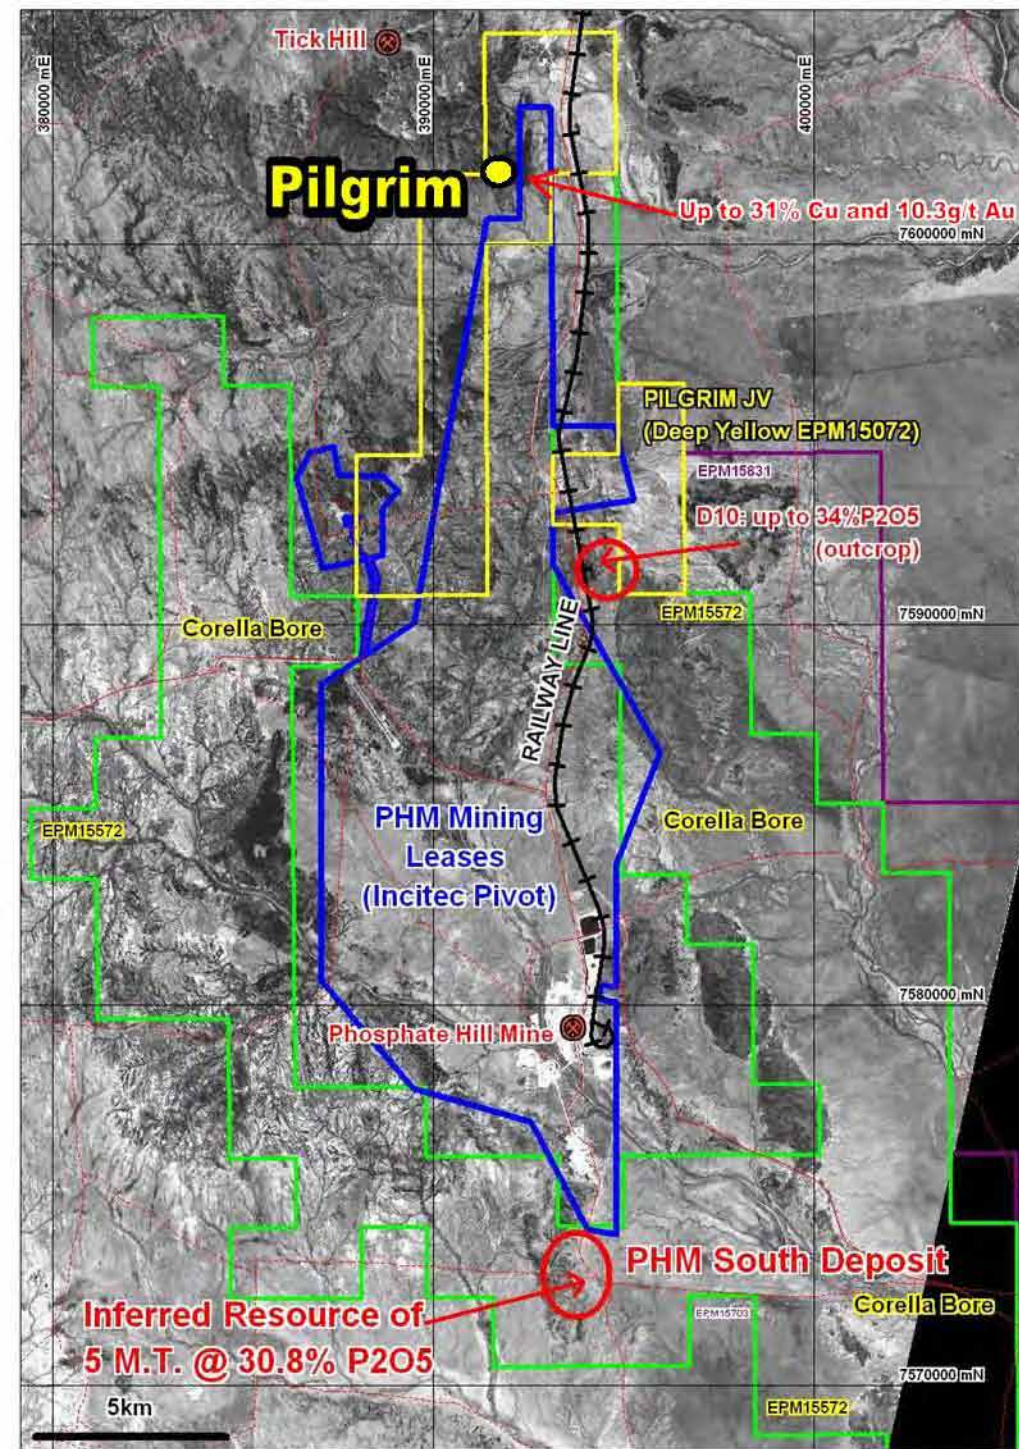 Tick Hill
380000 mE
390000 mE
400000 mE
Pilgrim
Up to 31% Cu and 10.3g/t Au
7600000 mN
PILGRIM JV
(Deep Yellow EPM15072)
EPM15831
D10: up to 34%P2O5
(outcrop)
EPM15572
7590000 mN
Corella Bore
RAILWAY LINE
PHM Mining
Leases
(Incitec Pivot)
Corella Bore
EPM15572
7580000 mN
Phosphate Hill Mine
PHM South Deposit
Inferred Resource of
5 M.T. @ 30.8% P2O5
Corella Bore
EPM15703
7570000 mN
5km
EPM15572